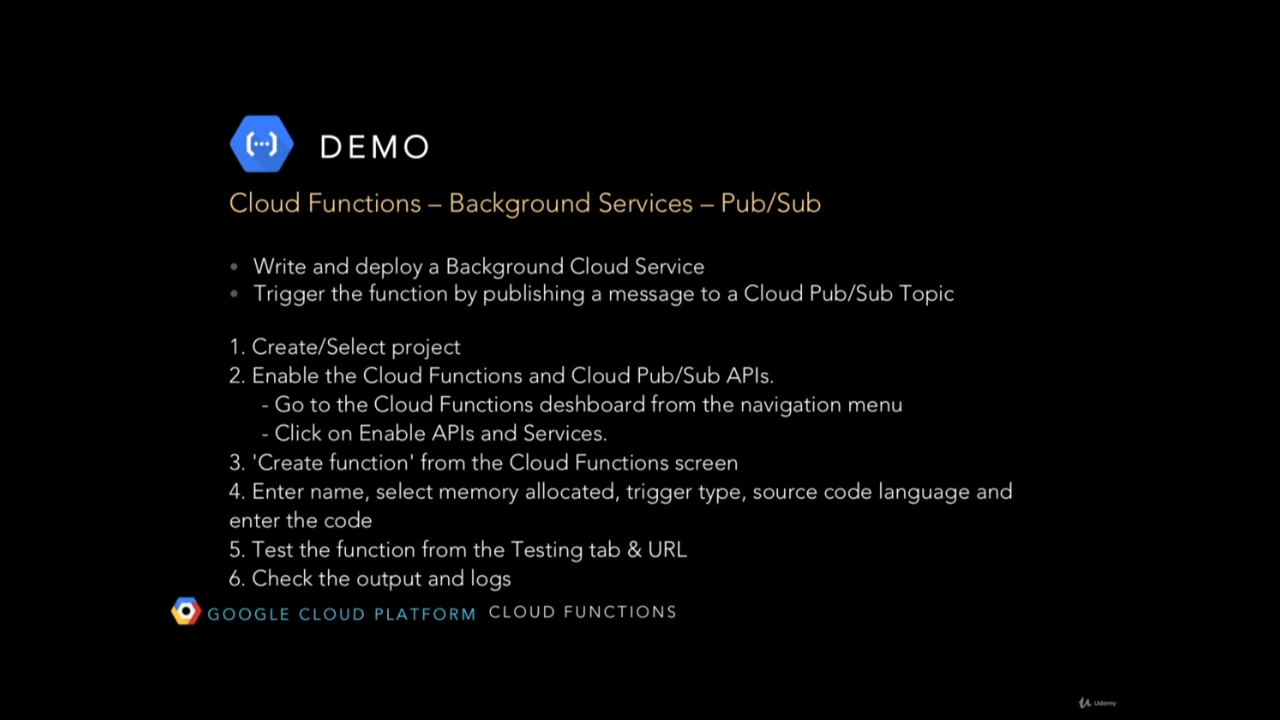 DEMO
Cloud Functions – Background Services – Pub/Sub
• Write and deploy a Background Cloud Service
• Trigger the function by publishing a message to a Cloud Pub/Sub Topic
1. Create/Select project
2. Enable the Cloud Functions and Cloud Pub/Sub APIs.
- Go to the Cloud Functions deshboard from the navigation menu
- Click on Enable APIs and Services.
3. 'Create function' from the Cloud Functions screen
4. Enter name, select memory allocated, trigger type, source code language and
enter the code
5. Test the function from the Testing tab & URL
6. Check the output and logs
GOOGLE CLOUD PLATFORM CLOUD FUNCTIONS
Udemy